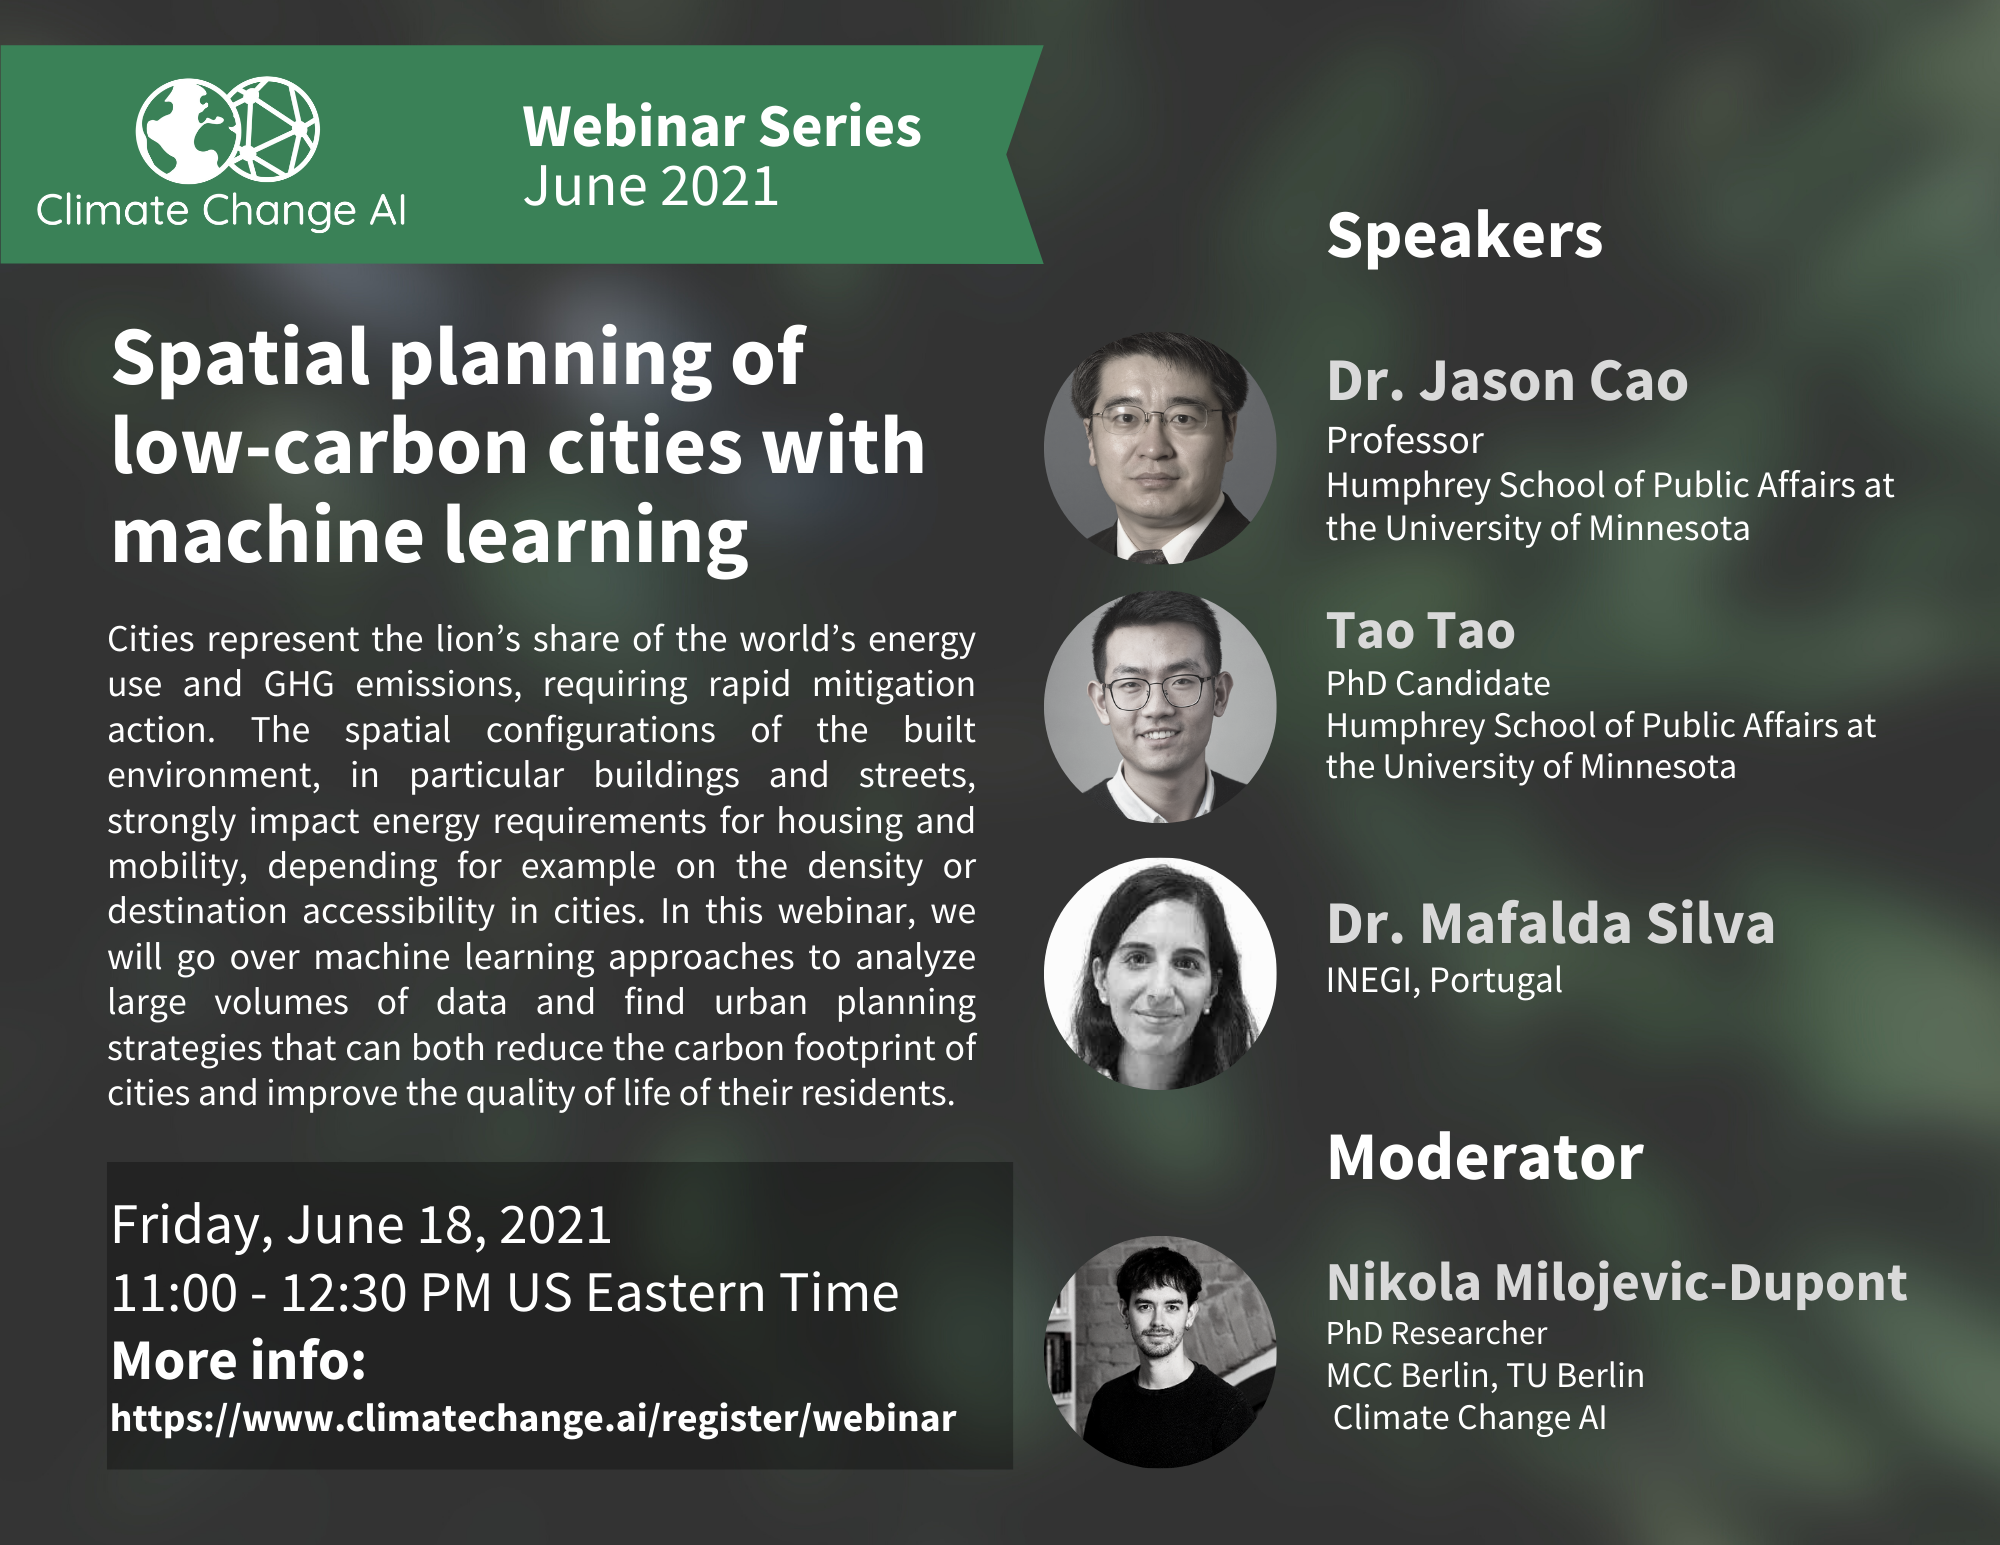 Climate Change AI
Webinar Series
June 2021
Spatial planning of
low-carbon cities with
machine learning
Cities represent the lion’s share of the world’s energy
use and GHG emissions, requiring rapid mitigation
action. The spatial configurations of the built
environment, in particular buildings and streets,
strongly impact energy requirements for housing and
mobility, depending for example on the density or
destination accessibility in cities. In this webinar, we
will go over machine learning approaches to analyze
large volumes of data and find urban planning
strategies that can both reduce the carbon footprint of
cities and improve the quality of life of their residents.
Friday, June 18, 2021
11:00 - 12:30 PM US Eastern Time
More info:
https://www.climatechange.ai/register/webinar
Speakers
Dr. Jason Cao
Professor
Humphrey School of Public Affairs at
the University of Minnesota
Tao Tao
PhD Candidate
Humphrey School of Public Affairs at
the University of Minnesota
Dr. Mafalda Silva
INEGI, Portugal
Moderator
Nikola Milojevic-Dupont
PhD Researcher
MCC Berlin, TU Berlin
Climate Change AI